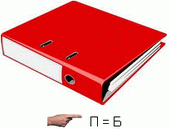 П = Б